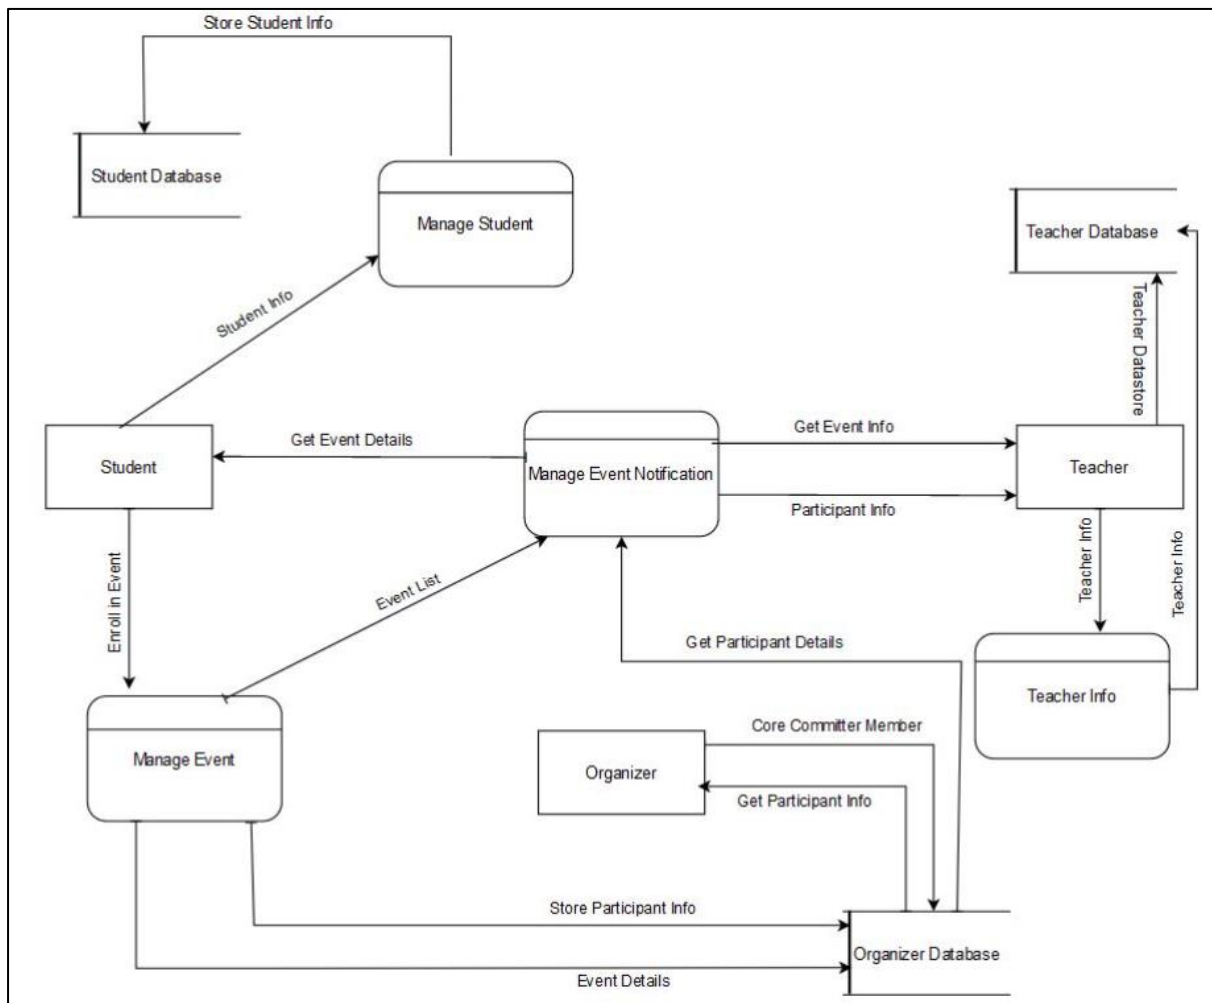 Store Student Info
Student Database
Manage Student
Teacher Database
Student Info
Teacher Datastore
Get Event Details
Get Event Info
Student
Manage Event Notification
Teacher
Participant Info
Enroll in Event
Event List
Teacher Info
Teacher Info
Get Participant Details
Teacher Info
Core Committer Member
Manage Event
Organizer
Get Participant Info
Store Participant Info
Organizer Database
Event Details